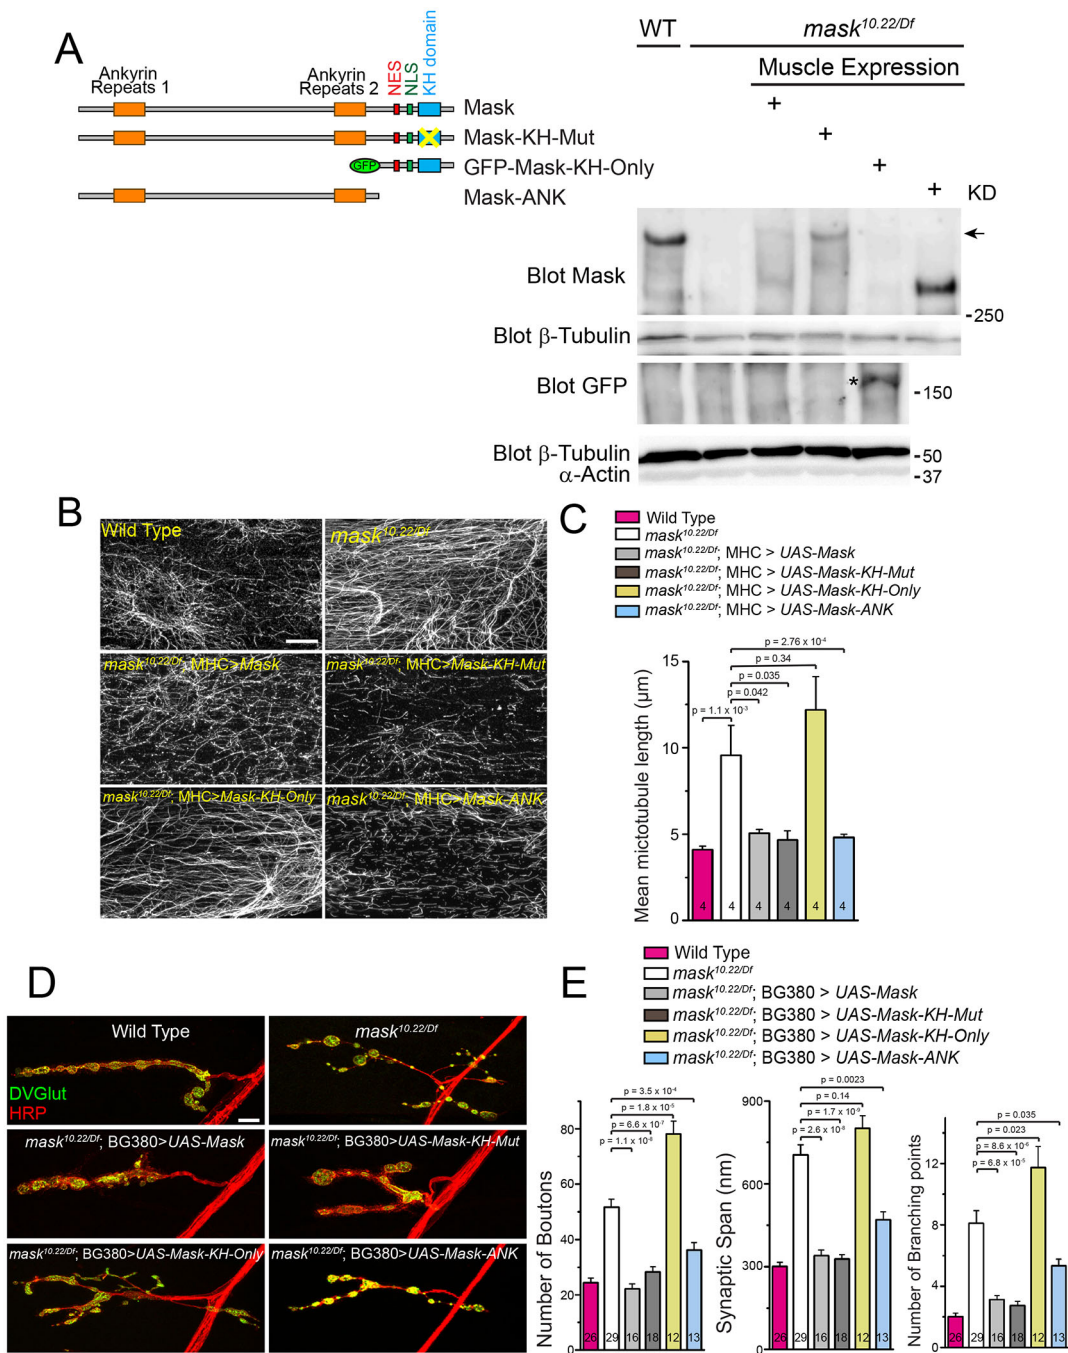 A
Ankyrin
Repeats 1
Ankyrin
Repeats 2
NES
NLS
KH domain
Mask
Mask-KH-Mut
GFP
GFP-Mask-KH-Only
Mask-ANK
WT
mask10.22/Df
Muscle Expression
+
+
+
+
KD
Blot Mask
-250
Blot β-Tubulin
Blot GFP
*
-150
Blot β-Tubulin
-50
α-Actin
-37
B
Wild Type
mask10.22/Df
mask10.22/Df; MHC>Mask
mask10.22/Df; MHC>Mask-KH-Mut
mask10.22/Df; MHC>Mask-KH-Only
mask10.22/Df; MHC>Mask-ANK
C
Wild Type
mask10.22/Df
mask10.22/Df; MHC > UAS-Mask
mask10.22/Df; MHC > UAS-Mask-KH-Mut
mask10.22/Df; MHC > UAS-Mask-KH-Only
mask10.22/Df; MHC > UAS-Mask-ANK
p = 2.76 x 10-4
p = 0.34
p = 0.035
p = 0.042
p = 1.1 x 10-3
Mean mictotubule length (µm)
15
10
5
0
4 4 4 4 4 4
D
Wild Type
DVGlut
HRP
mask10.22/Df
mask10.22/Df; BG380>UAS-Mask
mask10.22/Df; BG380>UAS-Mask-KH-Mut
mask10.22/Df; BG380>UAS-Mask-KH-Only
mask10.22/Df; BG380>UAS-Mask-ANK
E
Wild Type
mask10.22/Df
mask10.22/Df; BG380 > UAS-Mask
mask10.22/Df; BG380 > UAS-Mask-KH-Mut
mask10.22/Df; BG380 > UAS-Mask-KH-Only
mask10.22/Df; BG380 > UAS-Mask-ANK
p = 3.5 x 10-4
p = 1.8 x 10-5
p = 6.6 x 10-7
p = 1.1 x 10-8
Number of Boutons
80
60
40
20
0
26 29 16 18 12 13
p = 0.0023
p = 0.14
p = 1.7 x 10-9
p = 2.6 x 10-8
Synaptic Span (nm)
900
600
300
0
26 29 16 18 12 13
p = 0.035
p = 0.023
p = 8.6 x 10-6
p = 6.8 x 10-5
Number of Branching points
12
8
4
0
26 29 16 18 12 13